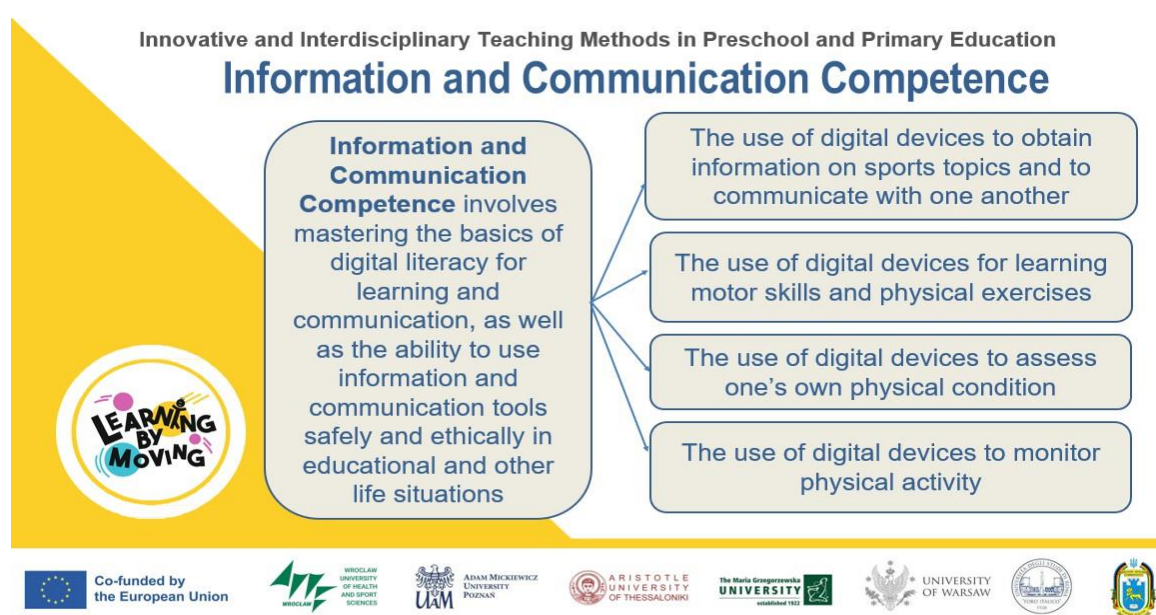 Innovative and Interdisciplinary Teaching Methods in Preschool and Primary Education
Information and Communication Competence
Information and
Communication
Competence involves
mastering the basics of
digital literacy for
learning and
communication, as well
as the ability to use
information and
communication tools
safely and ethically in
educational and other
life situations
The use of digital devices to obtain
information on sports topics and to
communicate with one another
The use of digital devices for learning
motor skills and physical exercises
The use of digital devices to assess
one's own physical condition
The use of digital devices to monitor
physical activity
LEARNING
BY
MOVING
Co-funded by
the European Union
WROCLAW
WROCLAW
UNIVERSITY
OF HEALTH
AND SPORT
SCIENCES
UAM
ADAM MICKIEWICZ
UNIVERSITY
POZNAŃ
ARISTOTLE
UNIVERSITY
OF THESSALONIKI
The Maria Grzegorzewska
UNIVERSITY
established 1922
UNIVERSITY
OF WARSAW